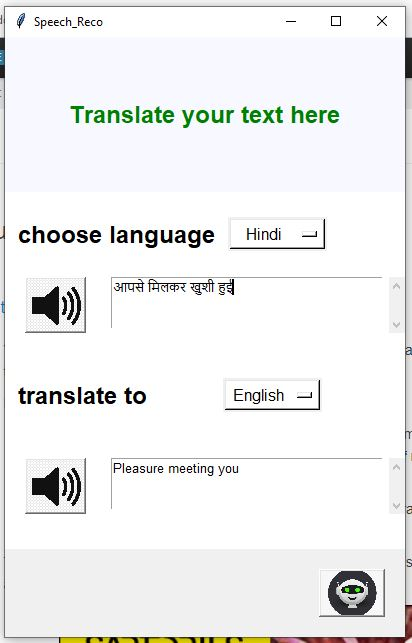 Speech_Reco
Translate your text here
choose language
Hindi
आपसे मिलकर खुशी हुई
translate to
English
Pleasure meeting you